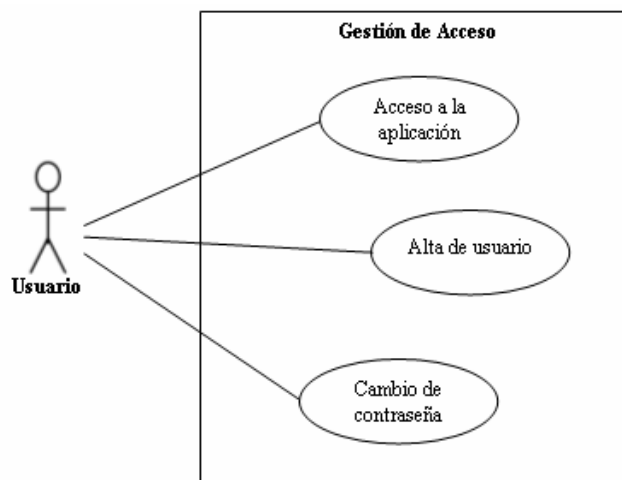 Gestión de Acceso
Acceso a la
aplicación
Alta de usuario
Usuario
Cambio de
contraseña